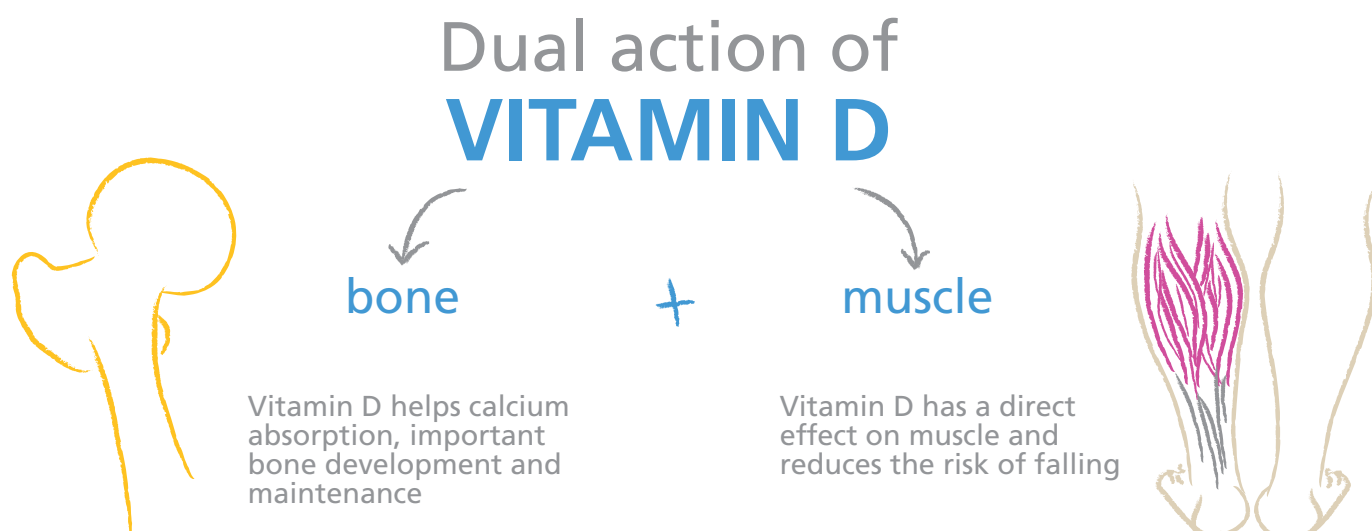 Dual action of
VITAMIN D
bone
+
muscle
Vitamin D helps calcium
absorption, important
bone development and
maintenance
Vitamin D has a direct
effect on muscle and
reduces the risk of falling